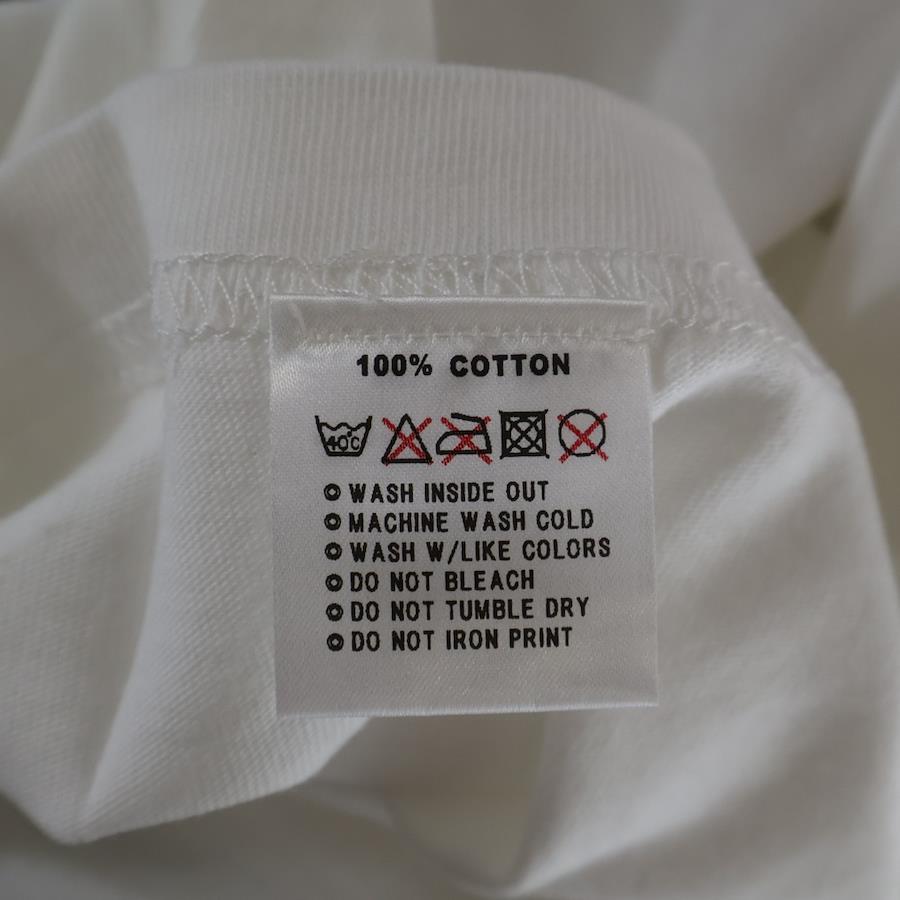 100% COTTON
40°C
WASH INSIDE OUT
MACHINE WASH COLD
WASH W/LIKE COLORS
DO NOT BLEACH
DO NOT TUMBLE DRY
DO NOT IRON PRINT